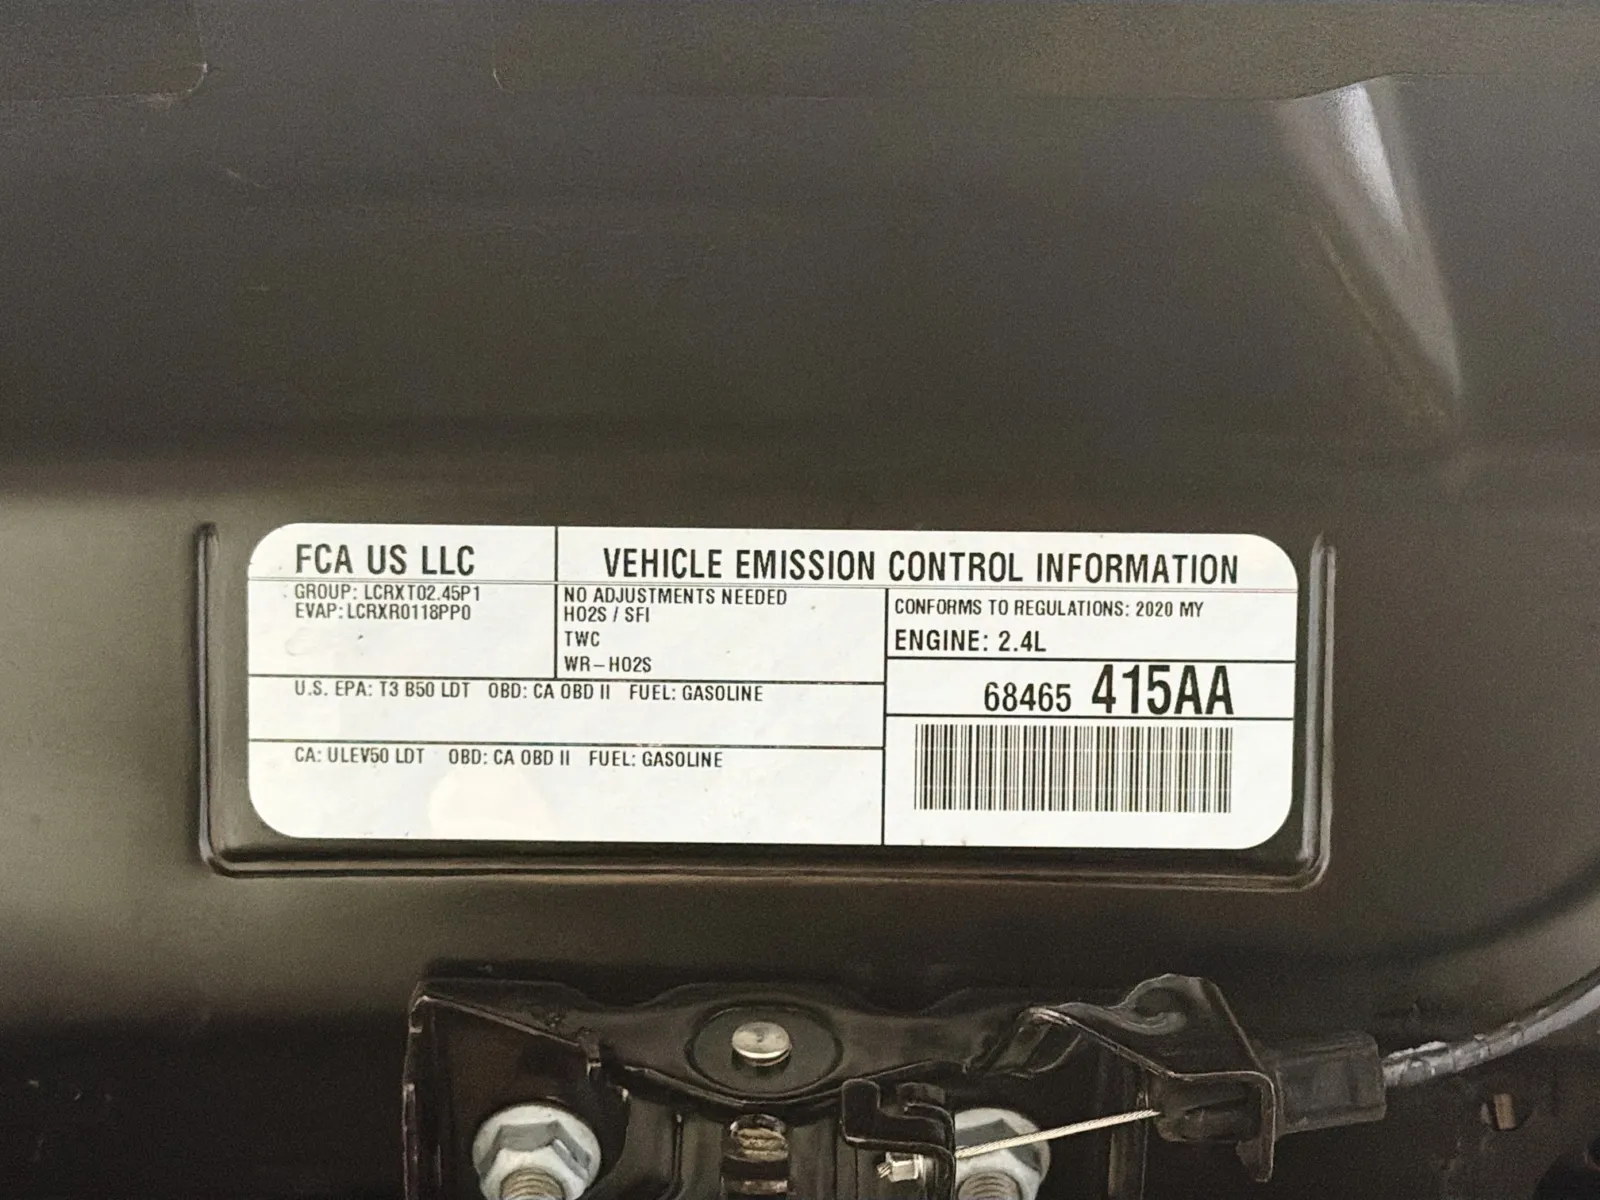 FCA US LLC
VEHICLE EMISSION CONTROL INFORMATION
GROUP: LCRXT02.45P1
EVAP: LCRXR0118PP0
NO ADJUSTMENTS NEEDED
HO2S / SFI
TWC
WR-HO2S
CONFORMS TO REGULATIONS: 2020 MY
ENGINE: 2.4L
68465 415AA
U.S. EPA: T3 B50 LDT OBD: CA OBD II FUEL: GASOLINE
CA: ULEV50 LDT OBD: CA OBD II FUEL: GASOLINE